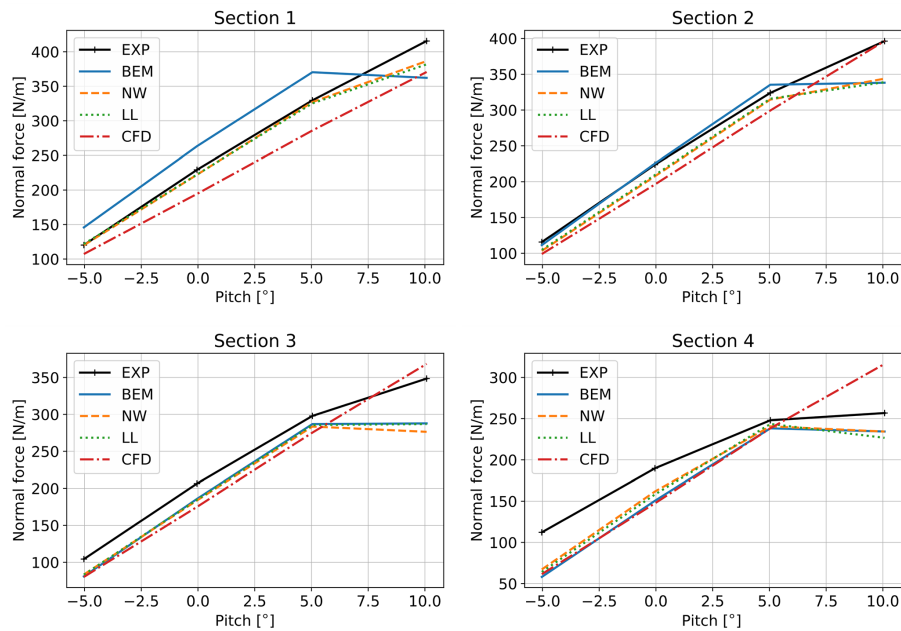 Section 1
Normal force [N/m]
400
350
300
250
200
150
100
EXP
BEM
NW
LL
CFD
−5.0 −2.5 0.0 2.5 5.0 7.5 10.0
Pitch [°]
Section 2
Normal force [N/m]
400
350
300
250
200
150
100
EXP
BEM
NW
LL
CFD
−5.0 −2.5 0.0 2.5 5.0 7.5 10.0
Pitch [°]
Section 3
Normal force [N/m]
350
300
250
200
150
100
EXP
BEM
NW
LL
CFD
−5.0 −2.5 0.0 2.5 5.0 7.5 10.0
Pitch [°]
Section 4
Normal force [N/m]
300
250
200
150
100
50
EXP
BEM
NW
LL
CFD
−5.0 −2.5 0.0 2.5 5.0 7.5 10.0
Pitch [°]